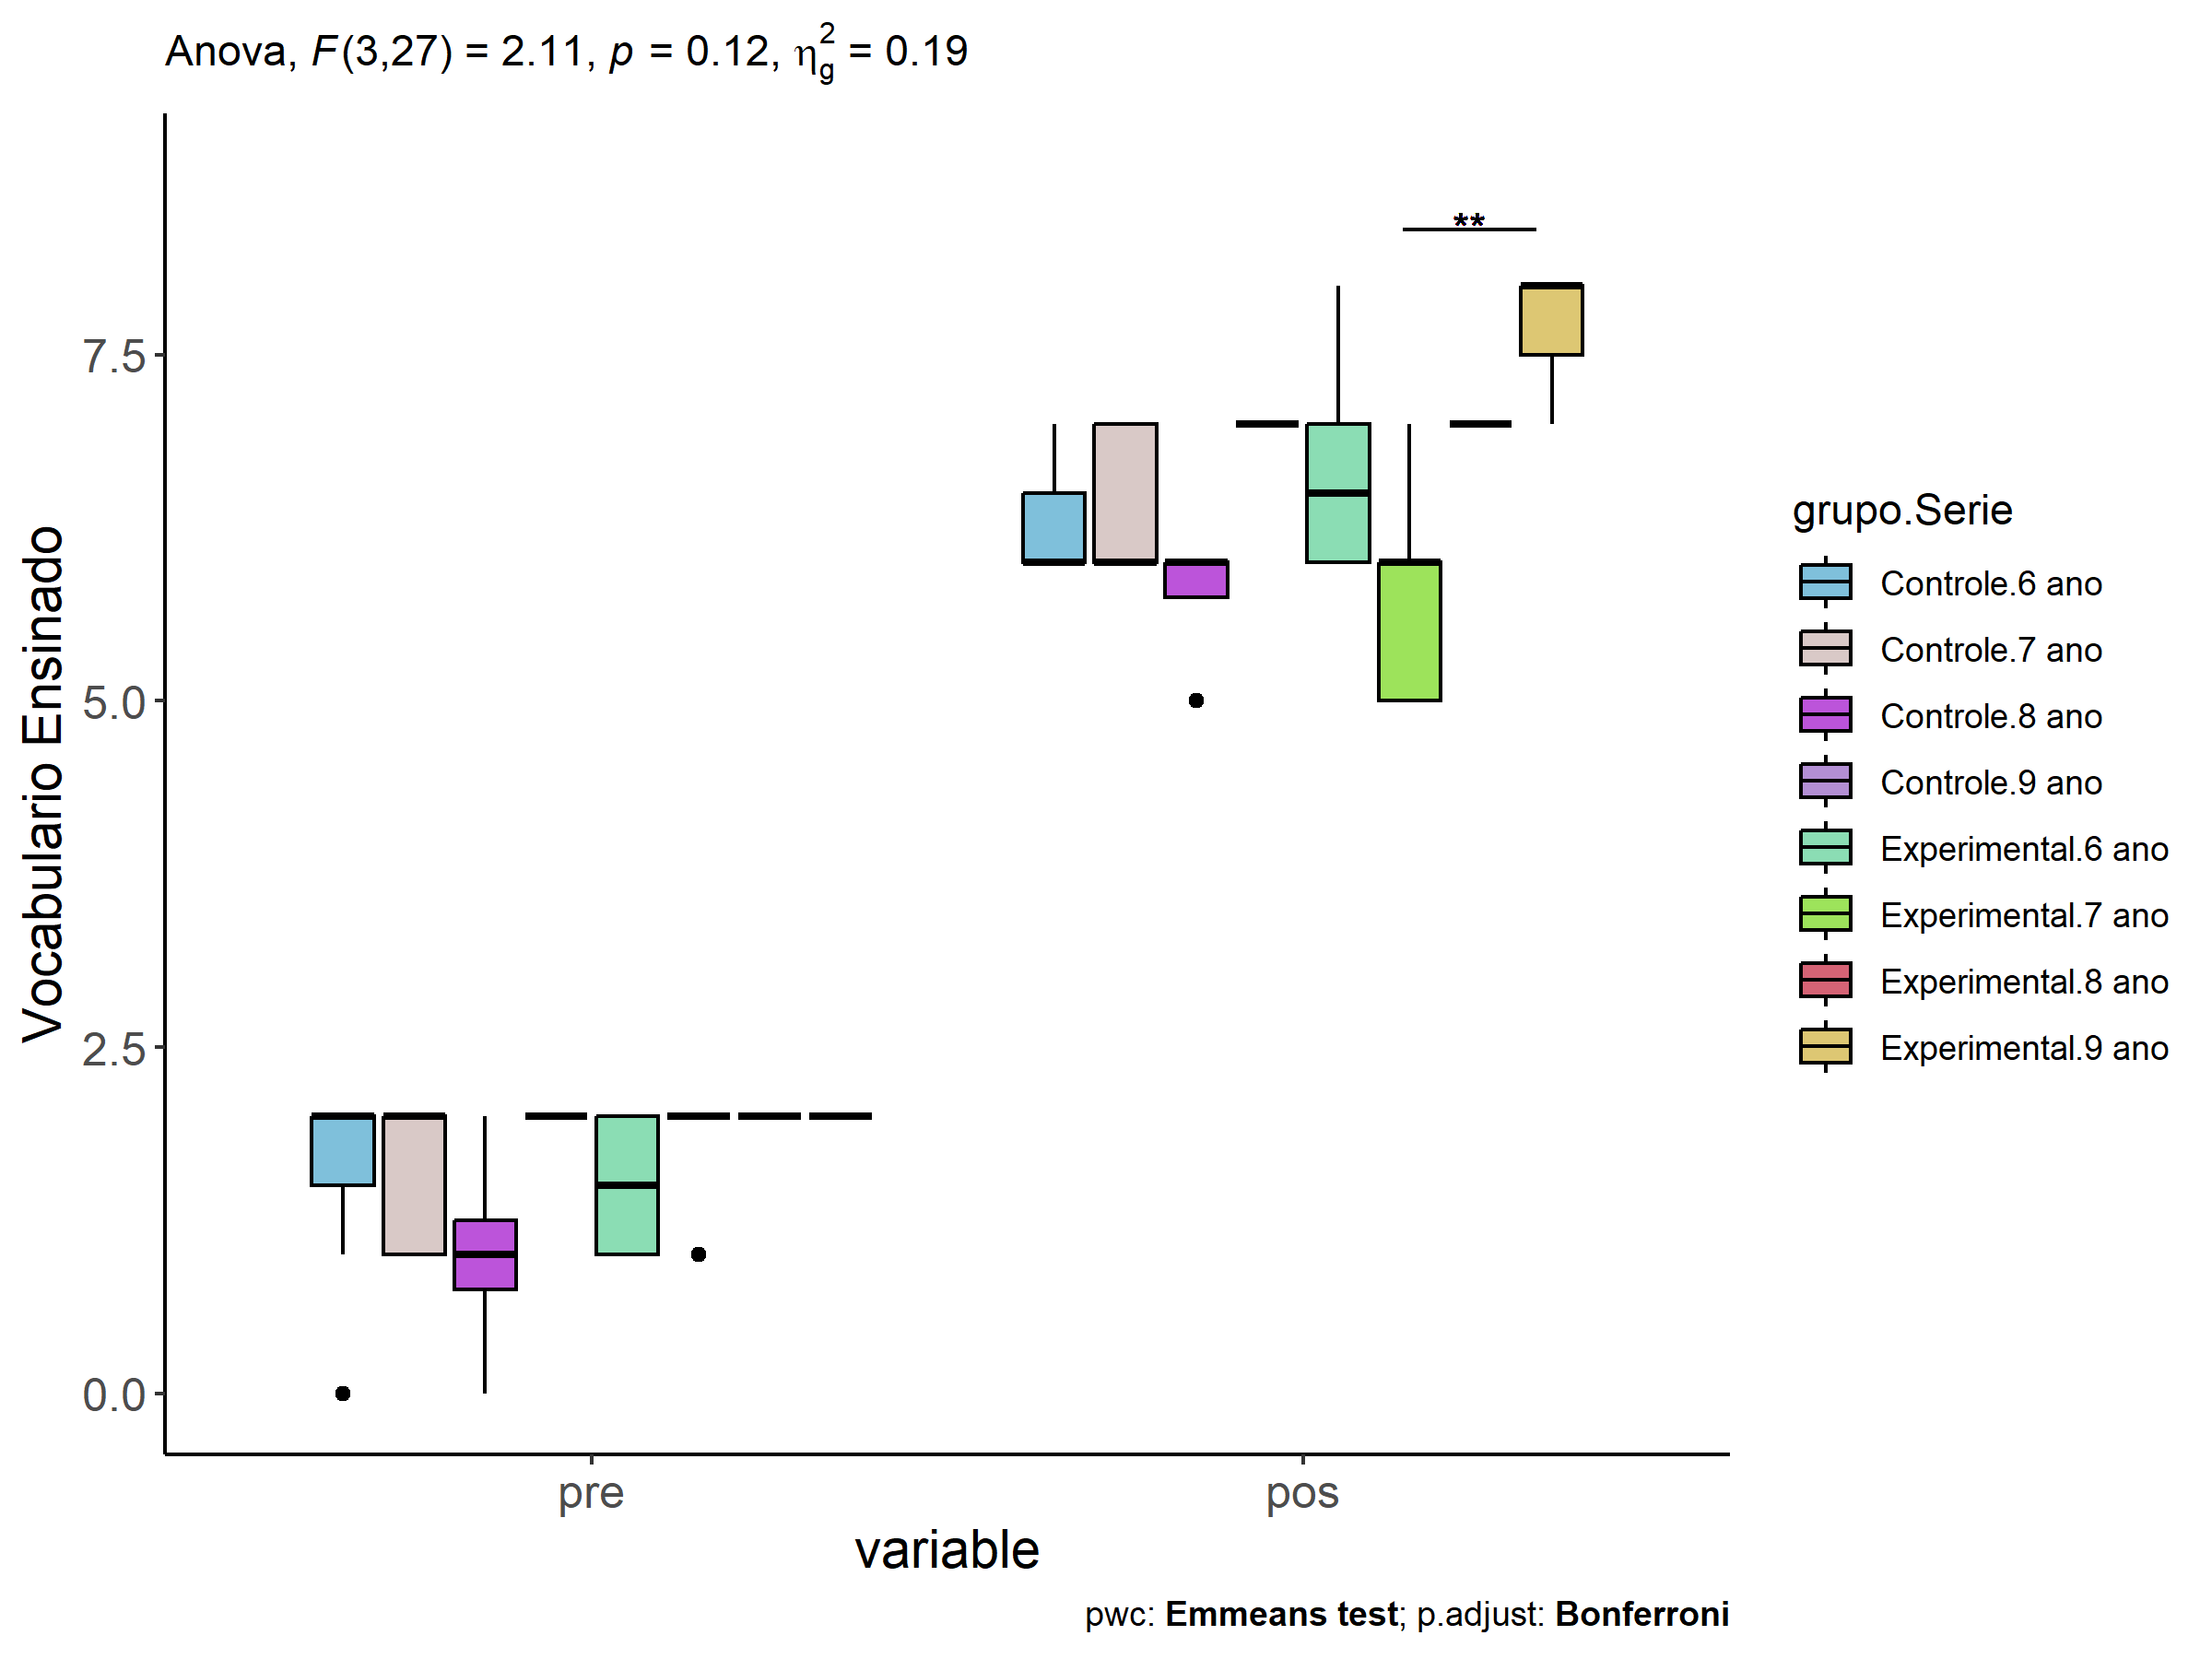 Anova, F(3,27) = 2.11, p = 0.12, η²g = 0.19
**
7.5
5.0
2.5
0.0
Vocabulario Ensinado
pre
pos
variable
grupo.Serie
Controle.6 ano
Controle.7 ano
Controle.8 ano
Controle.9 ano
Experimental.6 ano
Experimental.7 ano
Experimental.8 ano
Experimental.9 ano
pwc: Emmeans test; p.adjust: Bonferroni